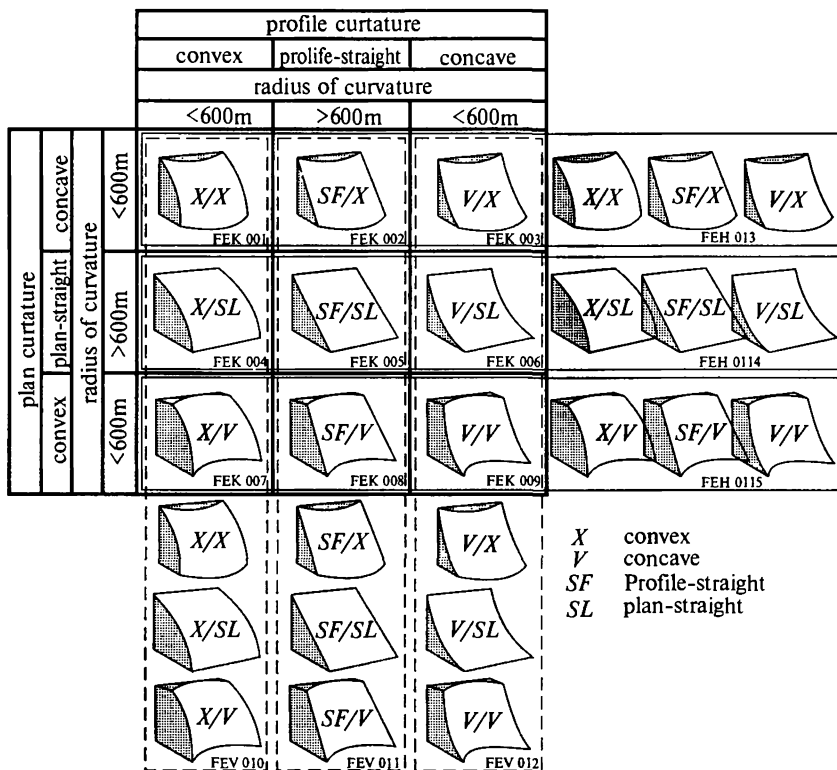 profile curtature
convex prolife-straight concave
radius of curvature
<600m >600m <600m
plan curtature
concave plan-straight convex
radius of curvature
<600m >600m <600m
X/X SF/X V/X X/X SF/X V/X
FEK 001 FEK 002 FEK 003 FEH 013
X/SL SF/SL V/SL X/SL SF/SL V/SL
FEK 004 FEK 005 FEK 006 FEH 0114
X/V SF/V V/V X/V SF/V V/V
FEK 007 FEK 008 FEK 009 FEH 0115
X/X SF/X V/X
X/SL SF/SL V/SL
X/V SF/V V/V
FEV 010 FEV 011 FEV 012
X convex
V concave
SF Profile-straight
SL plan-straight